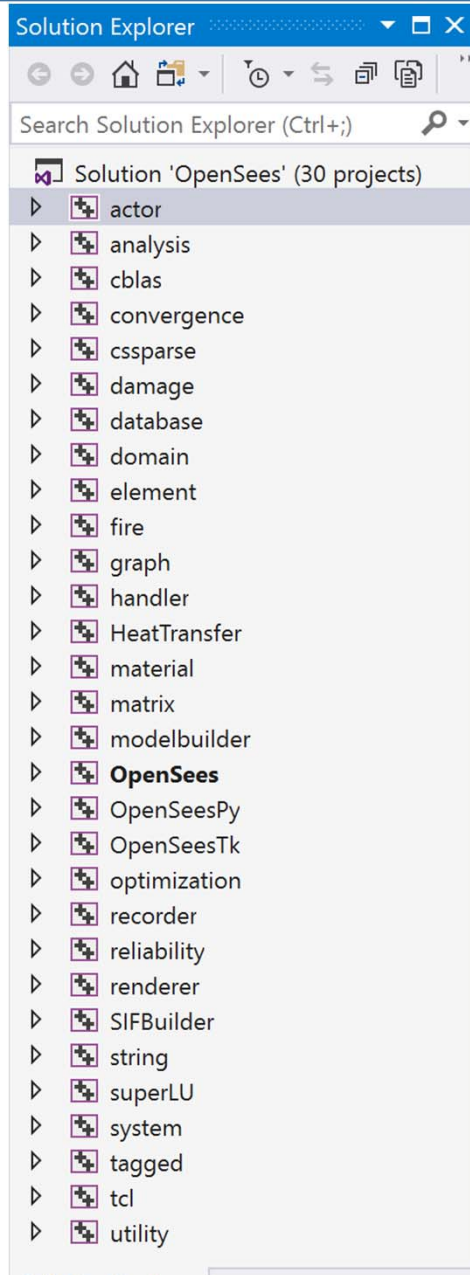 Solution Explorer
Search Solution Explorer (Ctrl+;)
Solution 'OpenSees' (30 projects)
actor
analysis
cblas
convergence
cssparse
damage
database
domain
element
fire
graph
handler
HeatTransfer
material
matrix
modelbuilder
OpenSees
OpenSeesPy
OpenSeesTk
optimization
recorder
reliability
renderer
SIFBuilder
string
superLU
system
tagged
tcl
utility